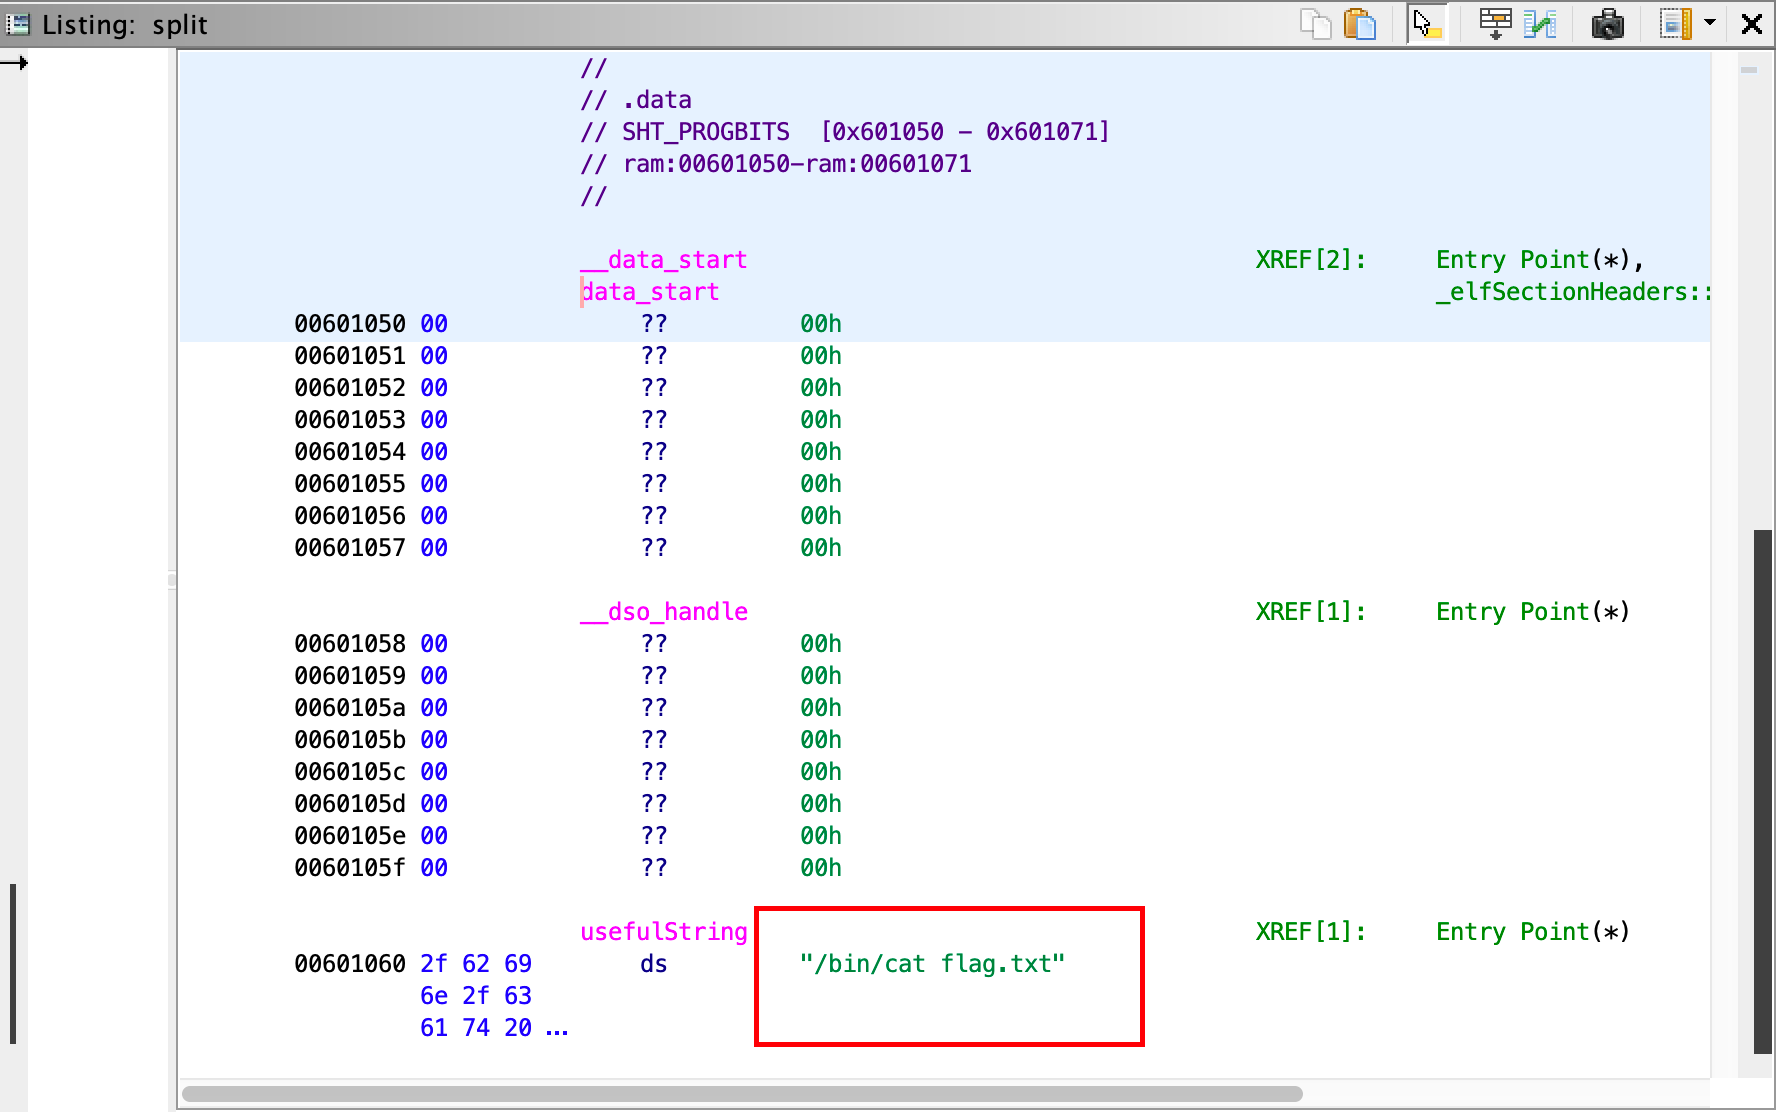 Listing: split
//
// .data
// SHT_PROGBITS [0x601050 - 0x601071]
// ram:00601050-ram:00601071
//
__data_start XREF[2]: Entry Point(*),
data_start _elfSectionHeaders::
00601050 00 ?? 00h
00601051 00 ?? 00h
00601052 00 ?? 00h
00601053 00 ?? 00h
00601054 00 ?? 00h
00601055 00 ?? 00h
00601056 00 ?? 00h
00601057 00 ?? 00h
__dso_handle XREF[1]: Entry Point(*)
00601058 00 ?? 00h
00601059 00 ?? 00h
0060105a 00 ?? 00h
0060105b 00 ?? 00h
0060105c 00 ?? 00h
0060105d 00 ?? 00h
0060105e 00 ?? 00h
0060105f 00 ?? 00h
usefulString XREF[1]: Entry Point(*)
00601060 2f 62 69 ds "/bin/cat flag.txt"
6e 2f 63
61 74 20 ...